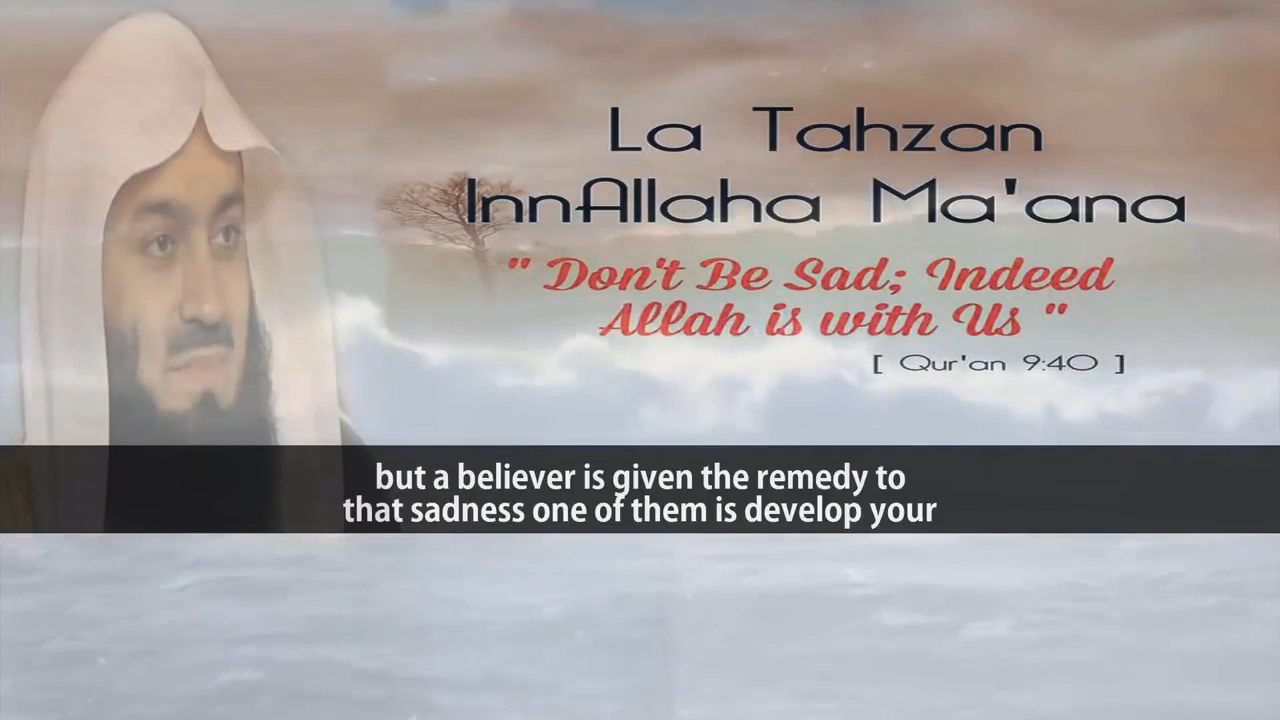 La Tahzan
InnAllaha Ma'ana
" Don't Be Sad; Indeed
Allah is with Us "
[ Qur'an 9:40 ]
but a believer is given the remedy to
that sadness one of them is develop your